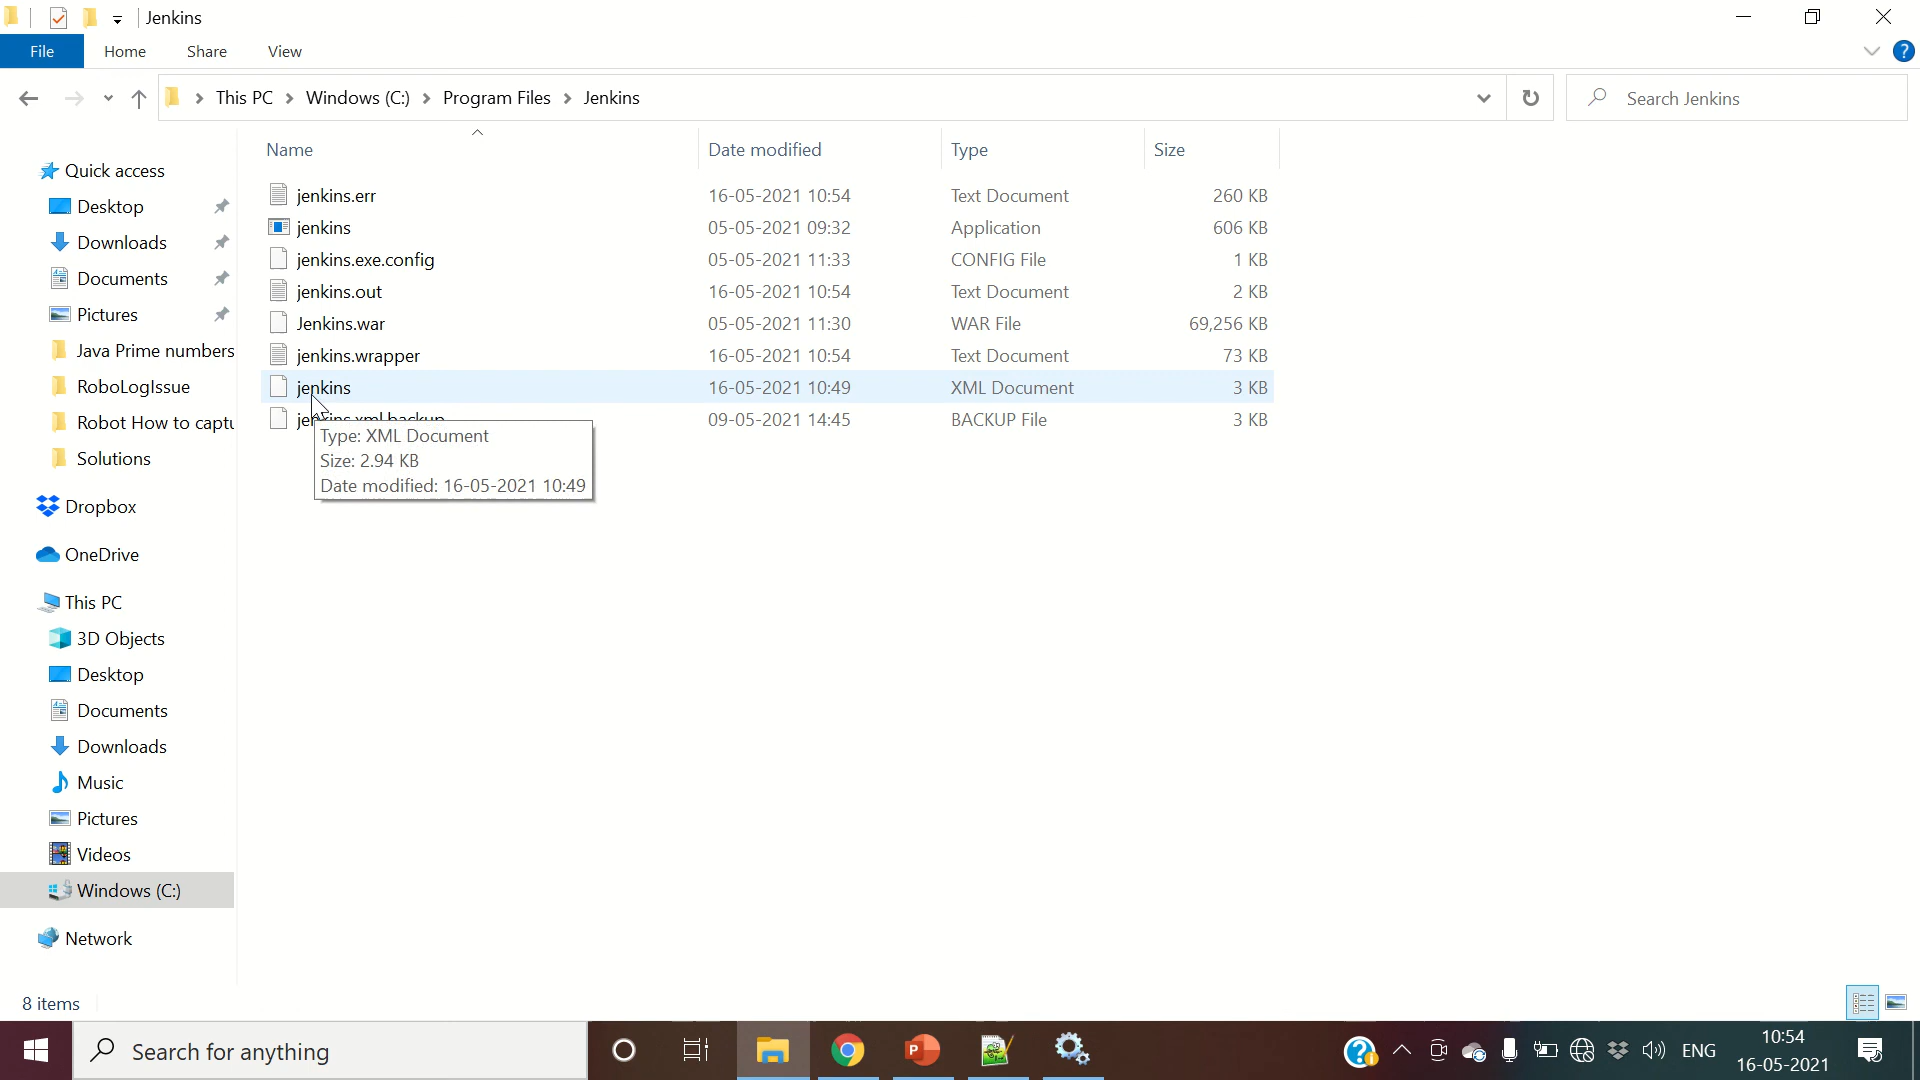 Jenkins
File Home Share View
This PC Windows (C:) Program Files Jenkins
Search Jenkins
Name Date modified Type Size
jenkins.err 16-05-2021 10:54 Text Document 260 KB
jenkins 05-05-2021 09:32 Application 606 KB
jenkins.exe.config 05-05-2021 11:33 CONFIG File 1 KB
jenkins.out 16-05-2021 10:54 Text Document 2 KB
Jenkins.war 05-05-2021 11:30 WAR File 69,256 KB
jenkins.wrapper 16-05-2021 10:54 Text Document 73 KB
jenkins 16-05-2021 10:49 XML Document 3 KB
jenkins.xml.backup 09-05-2021 14:45 BACKUP File 3 KB
Type: XML Document
Size: 2.94 KB
Date modified: 16-05-2021 10:49
Quick access
Desktop
Downloads
Documents
Pictures
Java Prime numbers
RoboLogIssue
Robot How to captu
Solutions
Dropbox
OneDrive
This PC
3D Objects
Desktop
Documents
Downloads
Music
Pictures
Videos
Windows (C:)
Network
8 items
Search for anything
ENG
10:54
16-05-2021